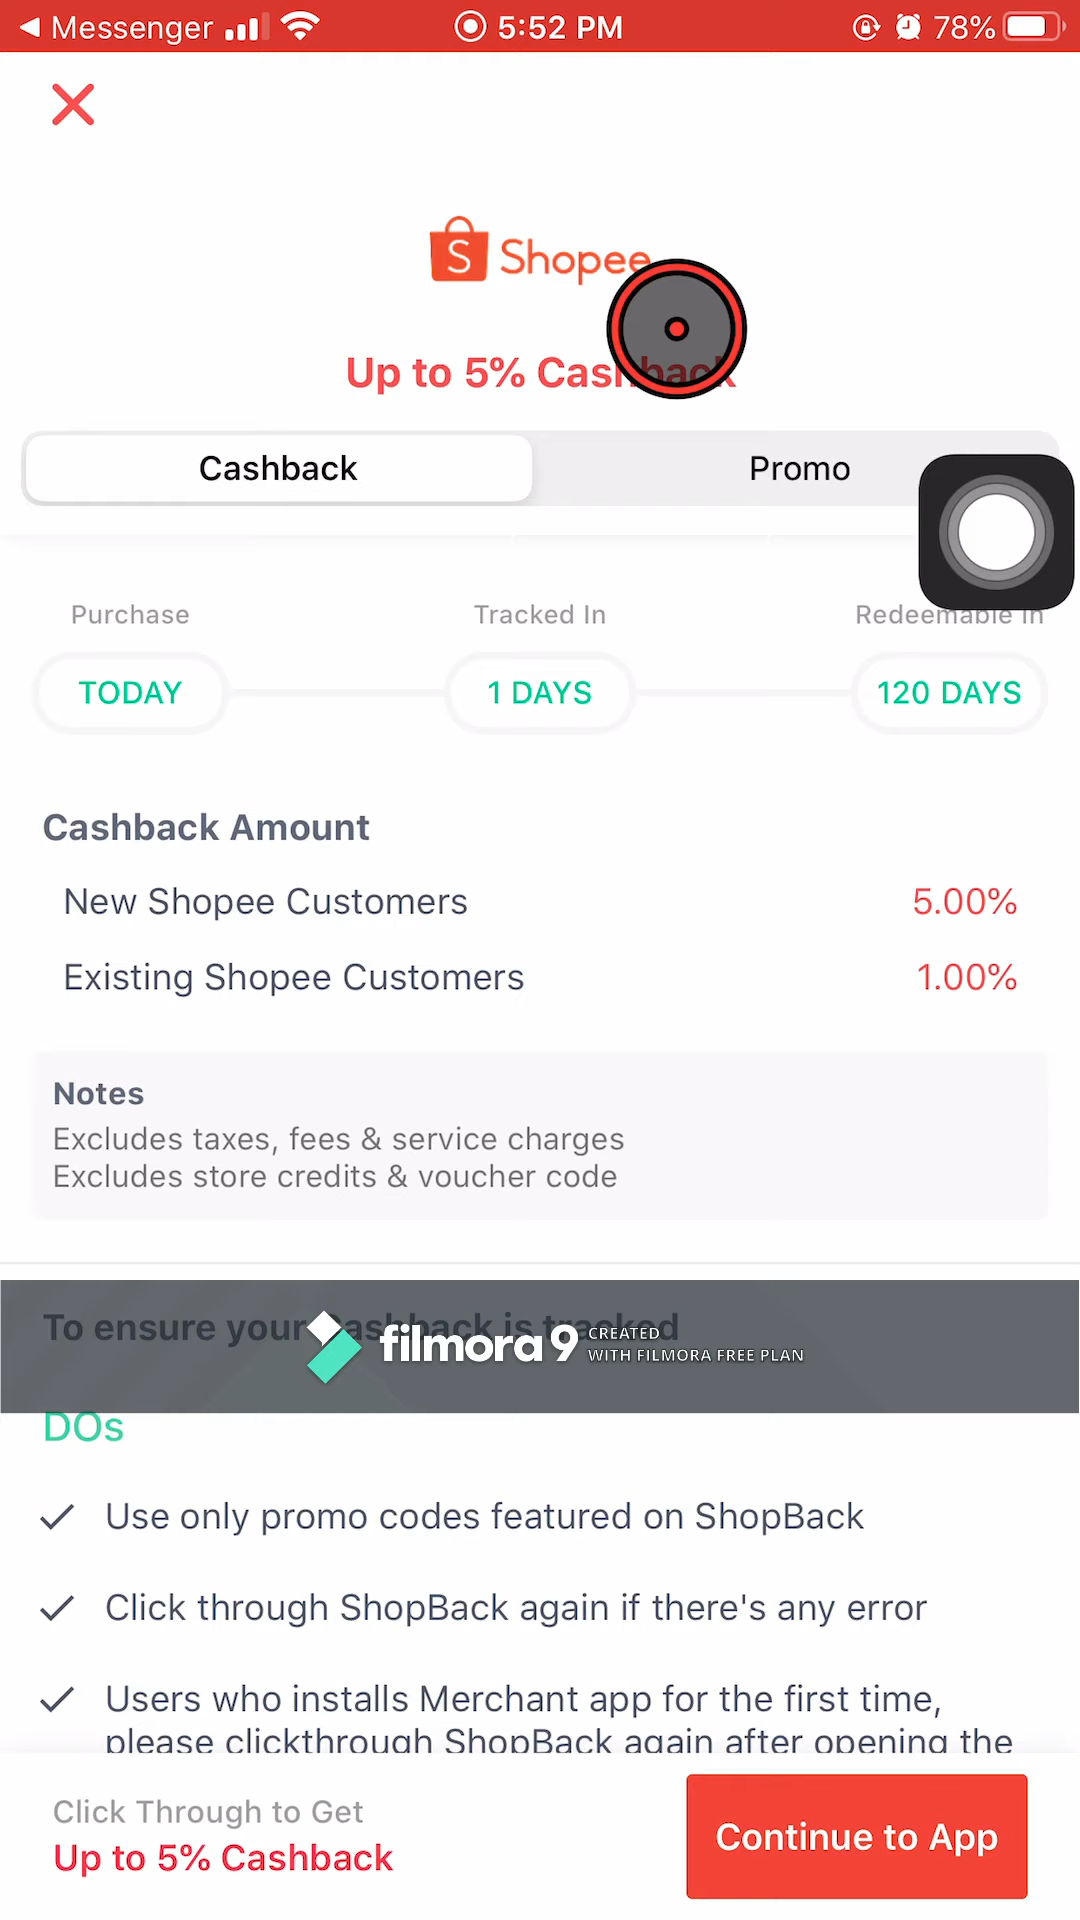 Messenger 5:52 PM 78%
S Shopee
Up to 5% Cashback
Cashback Promo
Purchase Tracked In Redeemable In
TODAY 1 DAYS 120 DAYS
Cashback Amount
New Shopee Customers 5.00%
Existing Shopee Customers 1.00%
Notes
Excludes taxes, fees & service charges
Excludes store credits & voucher code
To ensure your Cashback is tracked
filmora9 CREATED
WITH FILMORA FREE PLAN
DOs
Use only promo codes featured on ShopBack
Click through ShopBack again if there's any error
Users who installs Merchant app for the first time,
please clickthrough ShopBack again after opening the
Click Through to Get
Up to 5% Cashback
Continue to App